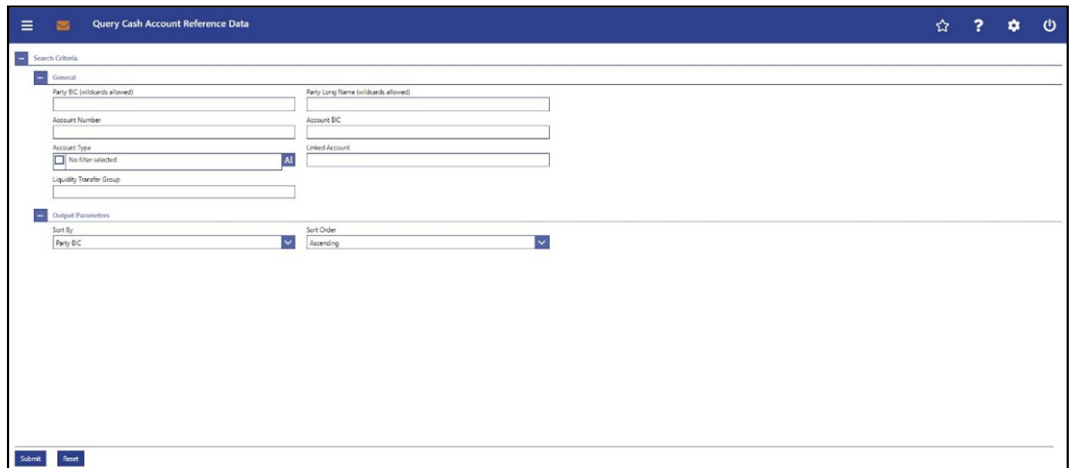 Query Cash Account Reference Data
Search Criteria
General
Party BIC (wildcards allowed) Party Long Name (wildcards allowed)
Account Number Account BIC
Account Type Linked Account
No filter selected
Liquidity Transfer Group
Output Parameters
Sort By Sort Order
Party BIC Ascending
Submit Reset